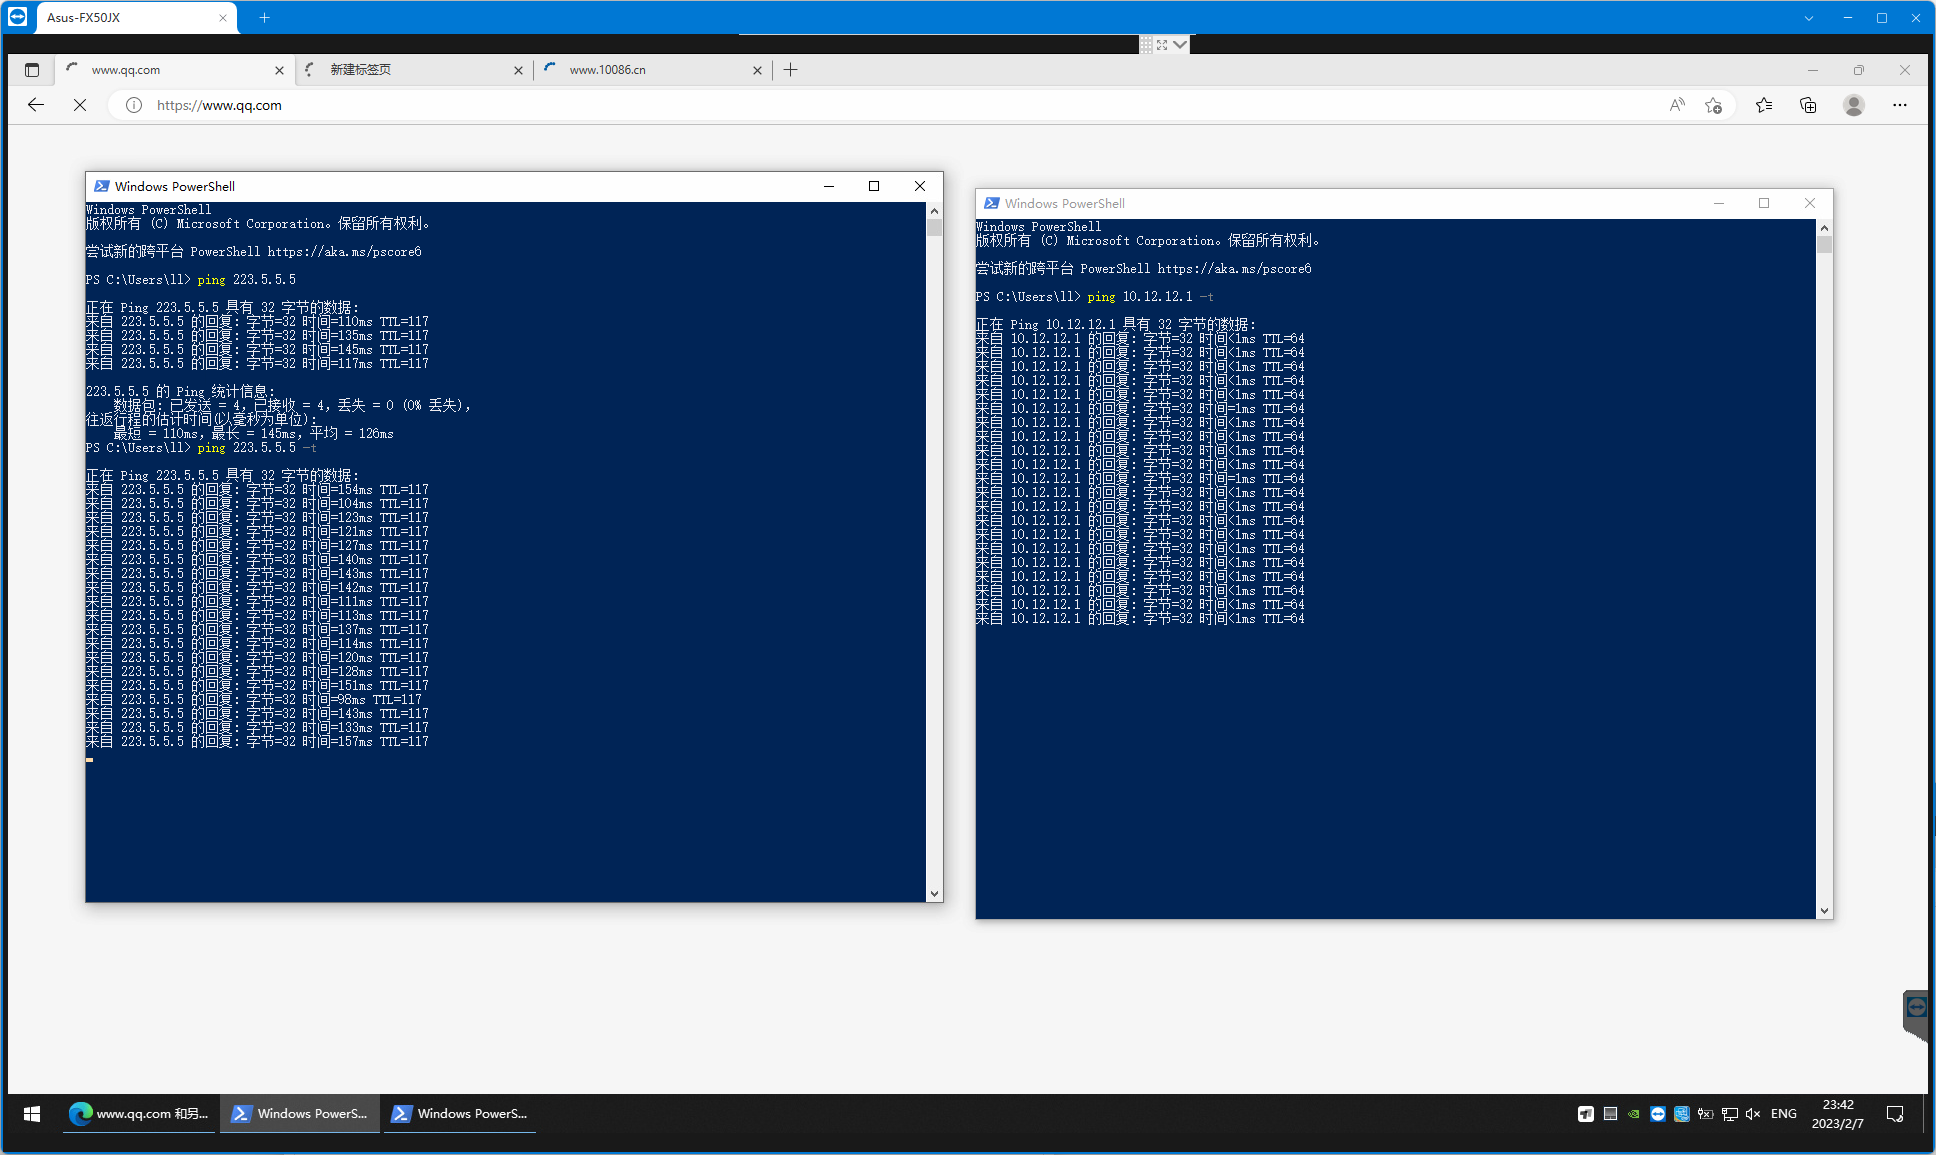 Asus-FX50JX
www.qq.com
新建标签页
www.10086.cn
https://www.qq.com
Windows PowerShell
Windows PowerShell
版权所有 (C) Microsoft Corporation。保留所有权利。
尝试新的跨平台 PowerShell https://aka.ms/pscore6
PS C:\Users\ll> ping 223.5.5.5
正在 Ping 223.5.5.5 具有 32 字节的数据:
来自 223.5.5.5 的回复: 字节=32 时间=110ms TTL=117
来自 223.5.5.5 的回复: 字节=32 时间=135ms TTL=117
来自 223.5.5.5 的回复: 字节=32 时间=145ms TTL=117
来自 223.5.5.5 的回复: 字节=32 时间=117ms TTL=117
223.5.5.5 的 Ping 统计信息:
数据包: 已发送 = 4，已接收 = 4，丢失 = 0 (0% 丢失)，
往返行程的估计时间(以毫秒为单位):
最短 = 110ms，最长 = 145ms，平均 = 126ms
PS C:\Users\ll> ping 223.5.5.5 -t
正在 Ping 223.5.5.5 具有 32 字节的数据:
来自 223.5.5.5 的回复: 字节=32 时间=154ms TTL=117
来自 223.5.5.5 的回复: 字节=32 时间=104ms TTL=117
来自 223.5.5.5 的回复: 字节=32 时间=123ms TTL=117
来自 223.5.5.5 的回复: 字节=32 时间=121ms TTL=117
来自 223.5.5.5 的回复: 字节=32 时间=127ms TTL=117
来自 223.5.5.5 的回复: 字节=32 时间=140ms TTL=117
来自 223.5.5.5 的回复: 字节=32 时间=143ms TTL=117
来自 223.5.5.5 的回复: 字节=32 时间=142ms TTL=117
来自 223.5.5.5 的回复: 字节=32 时间=111ms TTL=117
来自 223.5.5.5 的回复: 字节=32 时间=113ms TTL=117
来自 223.5.5.5 的回复: 字节=32 时间=137ms TTL=117
来自 223.5.5.5 的回复: 字节=32 时间=114ms TTL=117
来自 223.5.5.5 的回复: 字节=32 时间=120ms TTL=117
来自 223.5.5.5 的回复: 字节=32 时间=128ms TTL=117
来自 223.5.5.5 的回复: 字节=32 时间=151ms TTL=117
来自 223.5.5.5 的回复: 字节=32 时间=98ms TTL=117
来自 223.5.5.5 的回复: 字节=32 时间=143ms TTL=117
来自 223.5.5.5 的回复: 字节=32 时间=133ms TTL=117
来自 223.5.5.5 的回复: 字节=32 时间=157ms TTL=117
Windows PowerShell
Windows PowerShell
版权所有 (C) Microsoft Corporation。保留所有权利。
尝试新的跨平台 PowerShell https://aka.ms/pscore6
PS C:\Users\ll> ping 10.12.12.1 -t
正在 Ping 10.12.12.1 具有 32 字节的数据:
来自 10.12.12.1 的回复: 字节=32 时间<1ms TTL=64
来自 10.12.12.1 的回复: 字节=32 时间<1ms TTL=64
来自 10.12.12.1 的回复: 字节=32 时间<1ms TTL=64
来自 10.12.12.1 的回复: 字节=32 时间<1ms TTL=64
来自 10.12.12.1 的回复: 字节=32 时间<1ms TTL=64
来自 10.12.12.1 的回复: 字节=32 时间=1ms TTL=64
来自 10.12.12.1 的回复: 字节=32 时间<1ms TTL=64
来自 10.12.12.1 的回复: 字节=32 时间<1ms TTL=64
来自 10.12.12.1 的回复: 字节=32 时间<1ms TTL=64
来自 10.12.12.1 的回复: 字节=32 时间<1ms TTL=64
来自 10.12.12.1 的回复: 字节=32 时间=1ms TTL=64
来自 10.12.12.1 的回复: 字节=32 时间<1ms TTL=64
来自 10.12.12.1 的回复: 字节=32 时间<1ms TTL=64
来自 10.12.12.1 的回复: 字节=32 时间<1ms TTL=64
来自 10.12.12.1 的回复: 字节=32 时间<1ms TTL=64
来自 10.12.12.1 的回复: 字节=32 时间<1ms TTL=64
来自 10.12.12.1 的回复: 字节=32 时间<1ms TTL=64
来自 10.12.12.1 的回复: 字节=32 时间<1ms TTL=64
来自 10.12.12.1 的回复: 字节=32 时间<1ms TTL=64
来自 10.12.12.1 的回复: 字节=32 时间<1ms TTL=64
来自 10.12.12.1 的回复: 字节=32 时间<1ms TTL=64
www.qq.com 和另...
Windows PowerS...
Windows PowerS...
ENG
23:42
2023/2/7